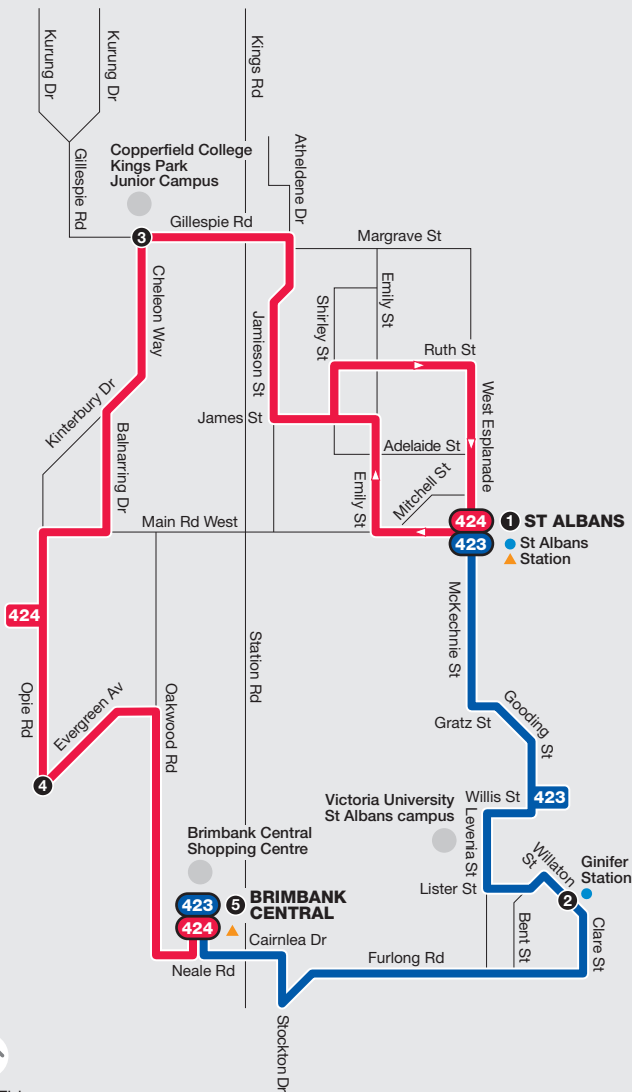 Kurung Dr
Kurung Dr
Kings Rd
Gillespie Rd
Copperfield College
Kings Park
Junior Campus
Atheldene Dr
Gillespie Rd
3
Margrave St
Cheleon Way
Emily St
Shirley St
Jamieson St
Ruth St
Kinterbury Dr
West Esplanade
James St
Balnarring Dr
Adelaide St
Mitchell St
Emily St
Main Rd West
424
1 ST ALBANS
423
St Albans
Station
McKechnie St
424
Station Rd
Opie Rd
Evergreen Av
Oakwood Rd
Gooding St
Gratz St
4
Willis St
423
Victoria University
St Albans campus
Levenia St
Brimbank Central
Shopping Centre
Willaton St
Ginifer
Station
Lister St
2
423
5 BRIMBANK
CENTRAL
424
Clare St
Bent St
Cairnlea Dr
Furlong Rd
Neale Rd
Stockton Dr